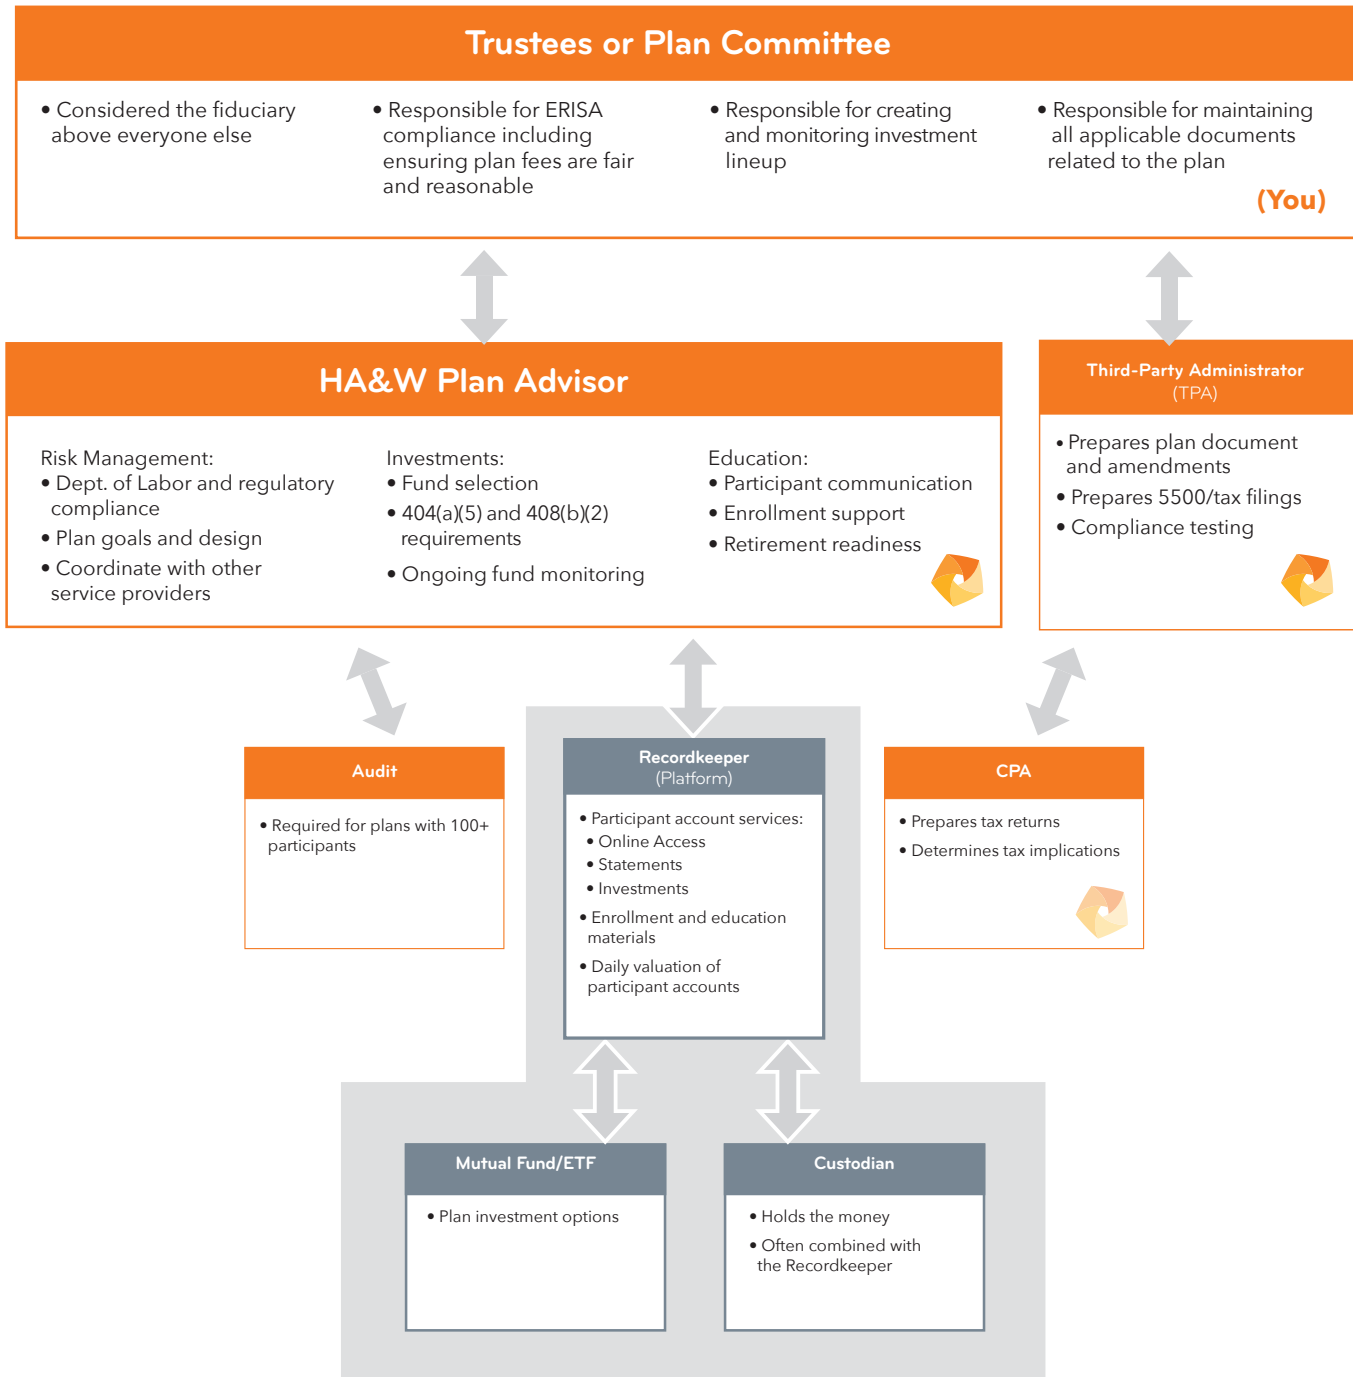 Trustees or Plan Committee
• Considered the fiduciary
above everyone else
• Responsible for ERISA
compliance including
ensuring plan fees are fair
and reasonable
• Responsible for creating
and monitoring investment
lineup
• Responsible for maintaining
all applicable documents
related to the plan
(You)
HA&W Plan Advisor
Risk Management:
• Dept. of Labor and regulatory
compliance
• Plan goals and design
• Coordinate with other
service providers
Investments:
• Fund selection
• 404(a)(5) and 408(b)(2)
requirements
• Ongoing fund monitoring
Education:
• Participant communication
• Enrollment support
• Retirement readiness
Third-Party Administrator
(TPA)
• Prepares plan document
and amendments
• Prepares 5500/tax filings
• Compliance testing
Audit
• Required for plans with 100+
participants
Recordkeeper
(Platform)
• Participant account services:
• Online Access
• Statements
• Investments
• Enrollment and education
materials
• Daily valuation of
participant accounts
CPA
• Prepares tax returns
• Determines tax implications
Mutual Fund/ETF
• Plan investment options
Custodian
• Holds the money
• Often combined with
the Recordkeeper